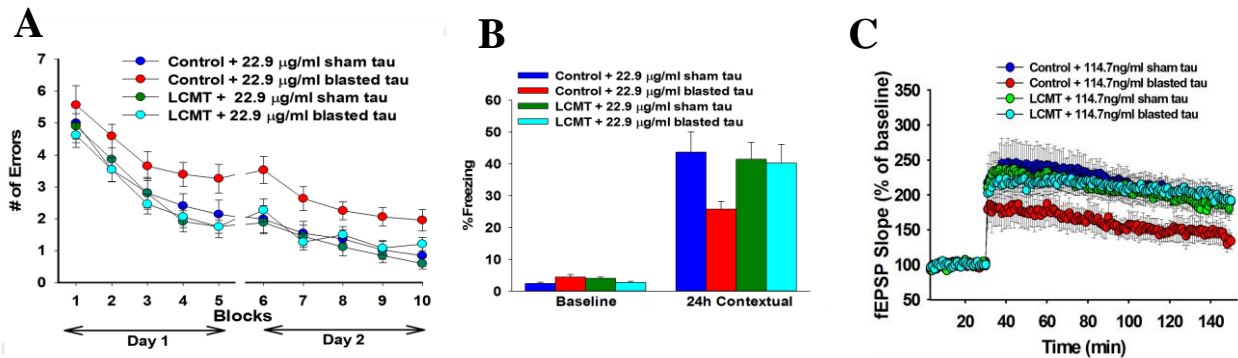 A
# of Errors
7
6
5
4
3
2
1
0
Control + 22.9 μg/ml sham tau
Control + 22.9 μg/ml blasted tau
LCMT + 22.9 μg/ml sham tau
LCMT + 22.9 μg/ml blasted tau
1 2 3 4 5 6 7 8 9 10
Blocks
Day 1 Day 2
B
%Freezing
60
50
40
30
20
10
0
Control + 22.9 μg/ml sham tau
Control + 22.9 μg/ml blasted tau
LCMT + 22.9 μg/ml sham tau
LCMT + 22.9 μg/ml blasted tau
Baseline 24h Contextual
C
fEPSP Slope (% of baseline)
350
300
250
200
150
100
50
Control + 114.7ng/ml sham tau
Control + 114.7ng/ml blasted tau
LCMT + 114.7ng/ml sham tau
LCMT + 114.7ng/ml blasted tau
20 40 60 80 100 120 140
Time (min)